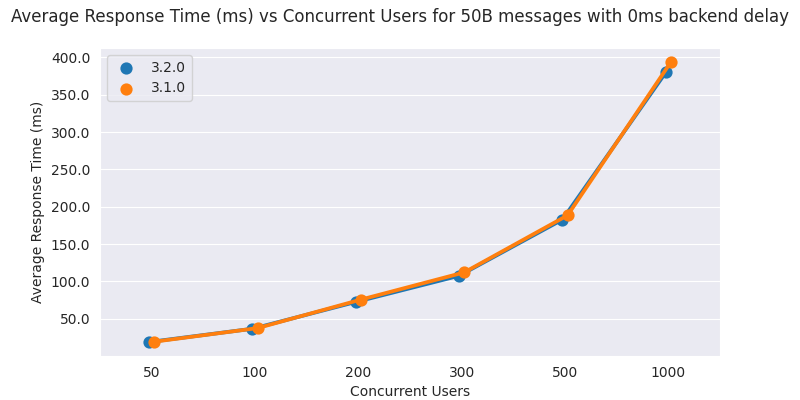 Average Response Time (ms) vs Concurrent Users for 50B messages with 0ms backend delay
3.2.0
3.1.0
Average Response Time (ms)
400.0
350.0
300.0
250.0
200.0
150.0
100.0
50.0
50 100 200 300 500 1000
Concurrent Users